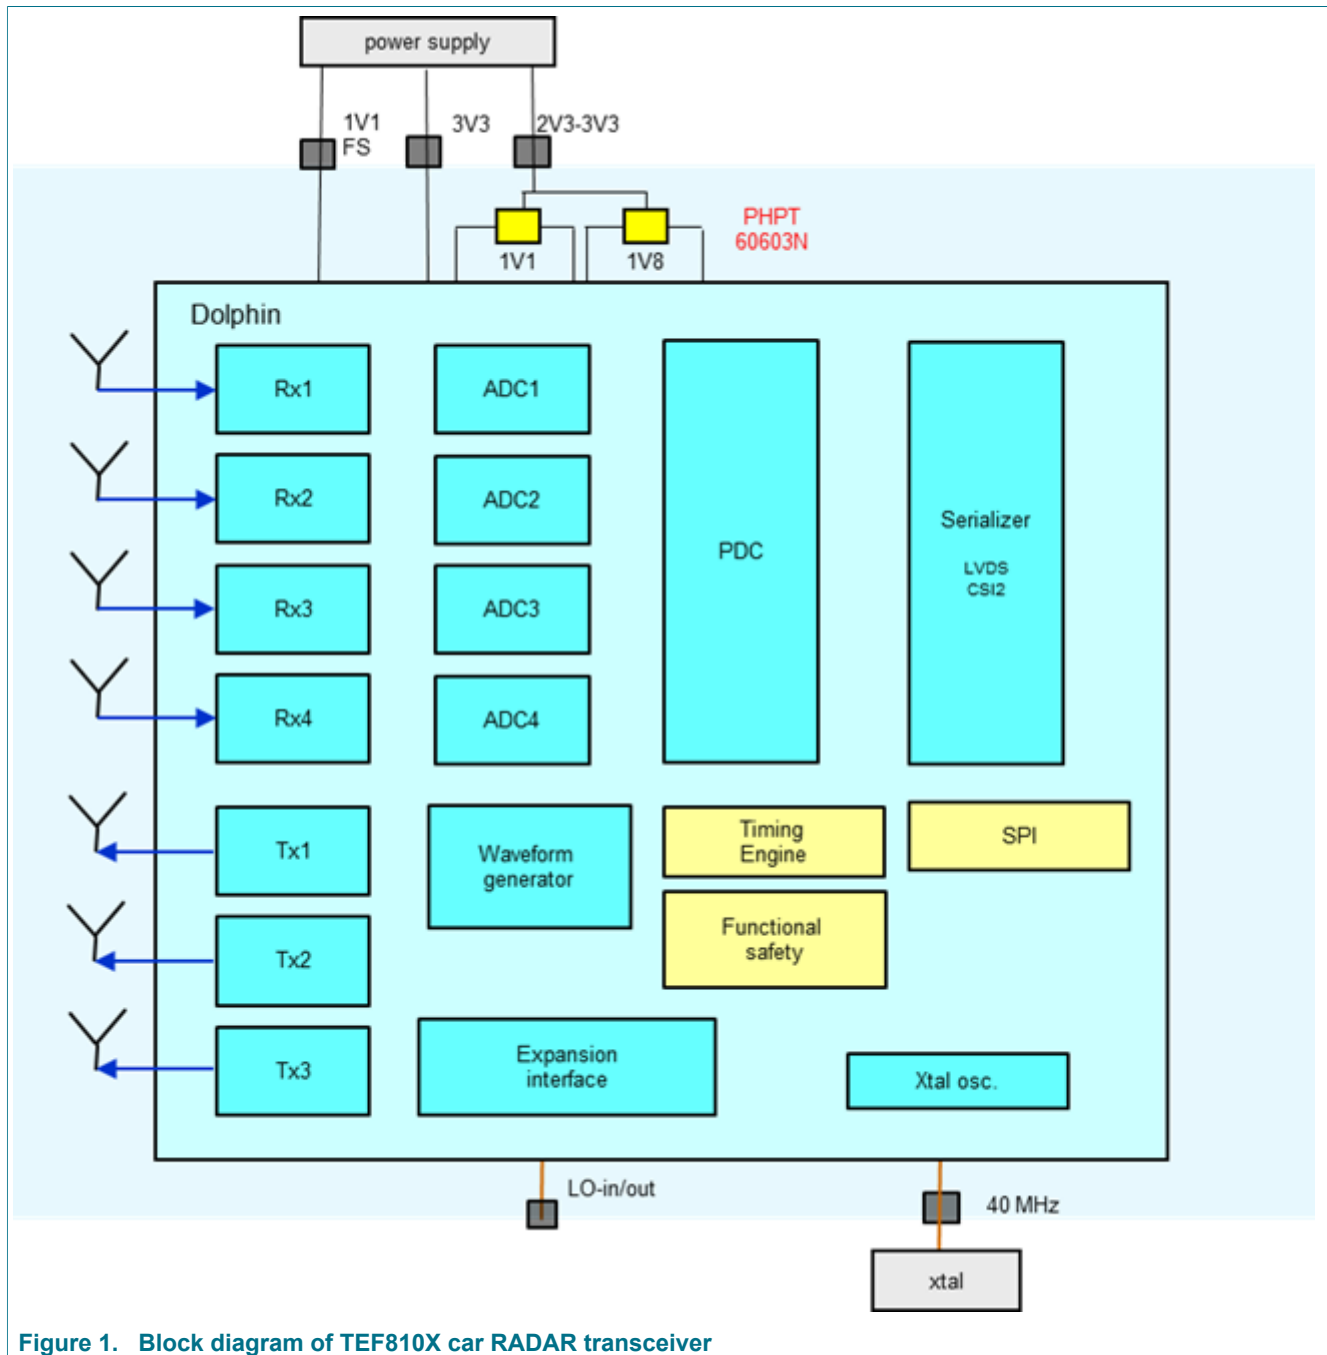 power supply
1V1
FS
3V3
2V3-3V3
PHPT
60603N
1V1
1V8
Dolphin
Rx1
ADC1
PDC
Serializer
LVDS
CSI2
Rx2
ADC2
Rx3
ADC3
Rx4
ADC4
Tx1
Waveform
generator
Timing
Engine
SPI
Functional
safety
Tx2
Tx3
Expansion
interface
Xtal osc.
LO-in/out
40 MHz
xtal
Figure 1. Block diagram of TEF810X car RADAR transceiver